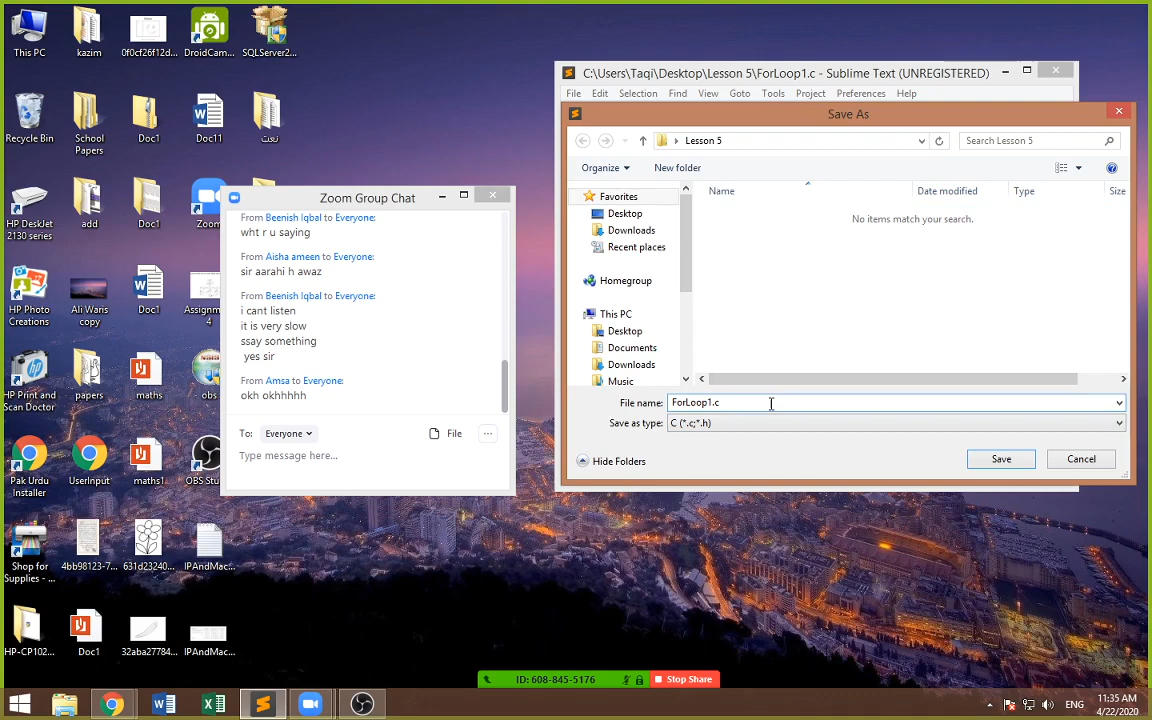 This PC
kazim
0f0cf26f12d...
DroidCam...
SQLServer2...
Recycle Bin
School
Papers
Doc1
Doc11
نعت
HP DeskJet
2130 series
add
Doc1
Zoom
HP Photo
Creations
Ali Waris
copy
Doc1
Assignm
4
HP Print and
Scan Doctor
papers
maths
obs
Pak Urdu
Installer
UserInput
maths1
OBS Stu
Shop for
Supplies - ...
4bb98123-7...
631d23240...
IPAndMac...
HP-CP102...
Doc1
32aba27784...
IPAndMac...
Zoom Group Chat
From Beenish Iqbal to Everyone:
wht r u saying
From Aisha ameen to Everyone:
sir aarahi h awaz
From Beenish Iqbal to Everyone:
i cant listen
it is very slow
ssay something
yes sir
From Amsa to Everyone:
okh okhhhhh
To: Everyone
File
...
Type message here...
C:\Users\Taqi\Desktop\Lesson 5\ForLoop1.c - Sublime Text (UNREGISTERED)
File Edit Selection Find View Goto Tools Project Preferences Help
Save As
Lesson 5
Search Lesson 5
Organize
New folder
Favorites
Desktop
Downloads
Recent places
Homegroup
This PC
Desktop
Documents
Downloads
Music
Name Date modified Type Size
No items match your search.
File name: ForLoop1.c
Save as type: C (*.c;*.h)
Hide Folders
Save
Cancel
ID: 608-845-5176
Stop Share
ENG
11:35 AM
4/22/2020